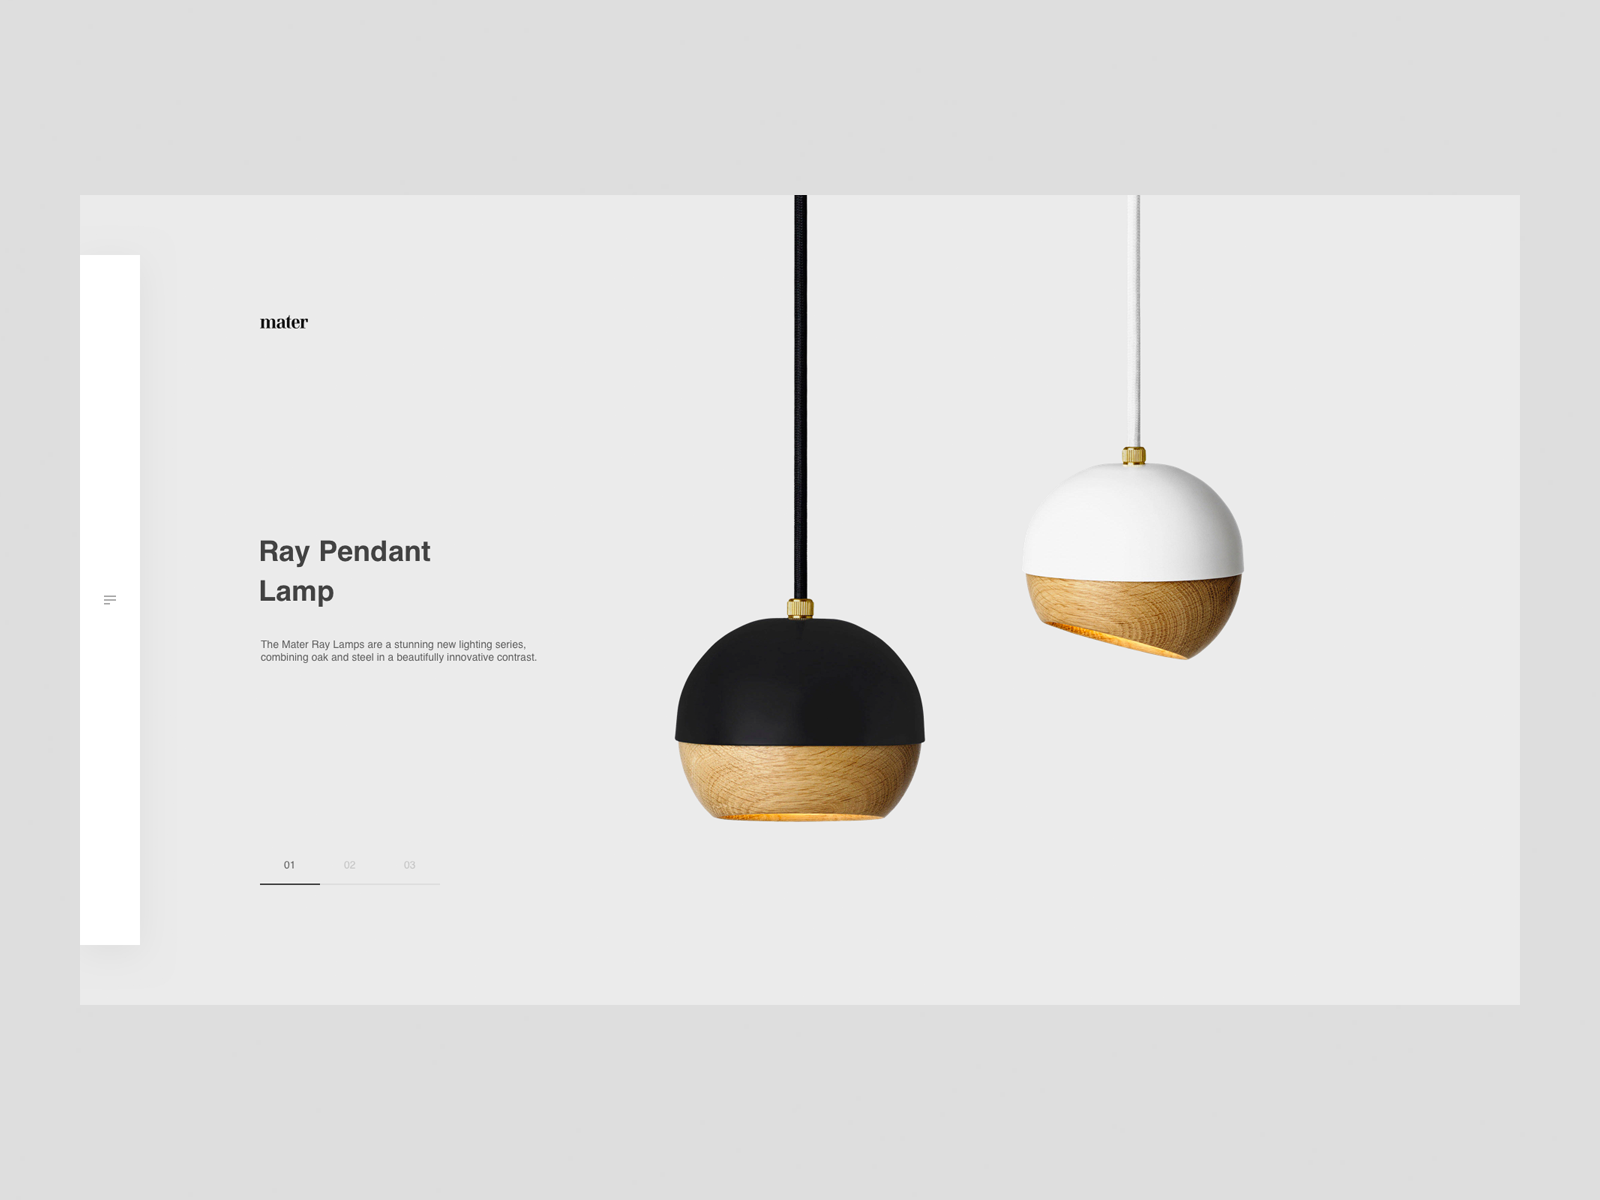 mater
Ray Pendant
Lamp
The Mater Ray Lamps are a stunning new lighting series,
combining oak and steel in a beautifully innovative contrast.
01 02 03